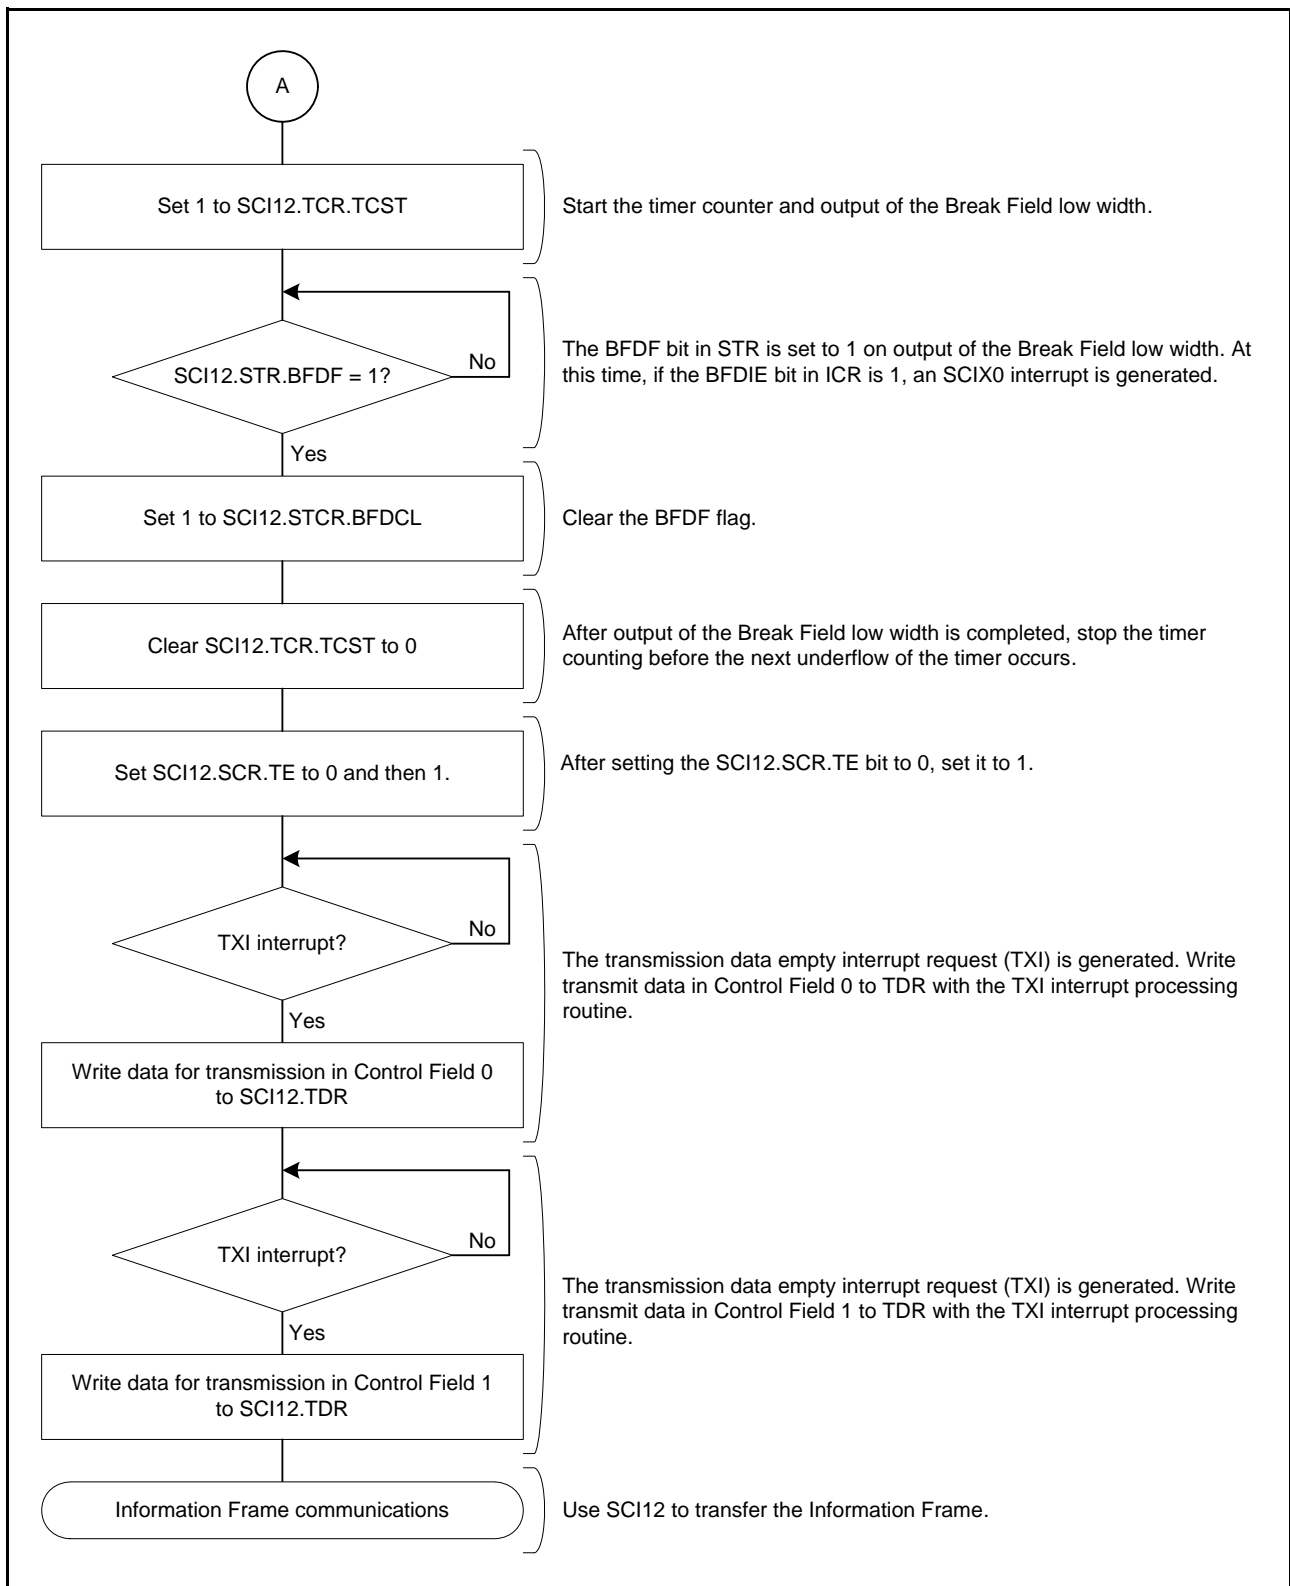 A
Set 1 to SCI12.TCR.TCST
Start the timer counter and output of the Break Field low width.
SCI12.STR.BFDF = 1?
No
The BFDF bit in STR is set to 1 on output of the Break Field low width. At
this time, if the BFDIE bit in ICR is 1, an SCIX0 interrupt is generated.
Yes
Set 1 to SCI12.STCR.BFDCL
Clear the BFDF flag.
Clear SCI12.TCR.TCST to 0
After output of the Break Field low width is completed, stop the timer
counting before the next underflow of the timer occurs.
Set SCI12.SCR.TE to 0 and then 1.
After setting the SCI12.SCR.TE bit to 0, set it to 1.
TXI interrupt?
No
The transmission data empty interrupt request (TXI) is generated. Write
transmit data in Control Field 0 to TDR with the TXI interrupt processing
routine.
Yes
Write data for transmission in Control Field 0
to SCI12.TDR
TXI interrupt?
No
The transmission data empty interrupt request (TXI) is generated. Write
transmit data in Control Field 1 to TDR with the TXI interrupt processing
routine.
Yes
Write data for transmission in Control Field 1
to SCI12.TDR
Information Frame communications
Use SCI12 to transfer the Information Frame.